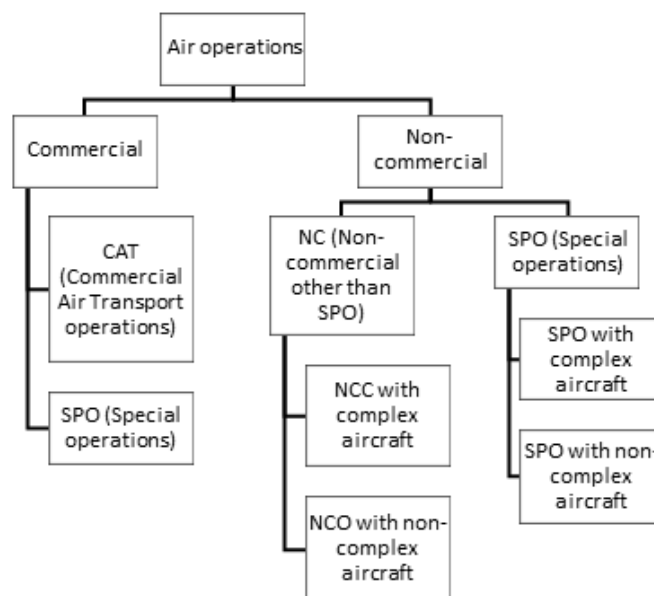 Air operations
Commercial
Non-
commercial
CAT
(Commercial
Air Transport
operations)
SPO (Special
operations)
NC (Non-
commercial
other than
SPO)
NCC with
complex
aircraft
NCO with non-
complex
aircraft
SPO (Special
operations)
SPO with
complex
aircraft
SPO with non-
complex
aircraft